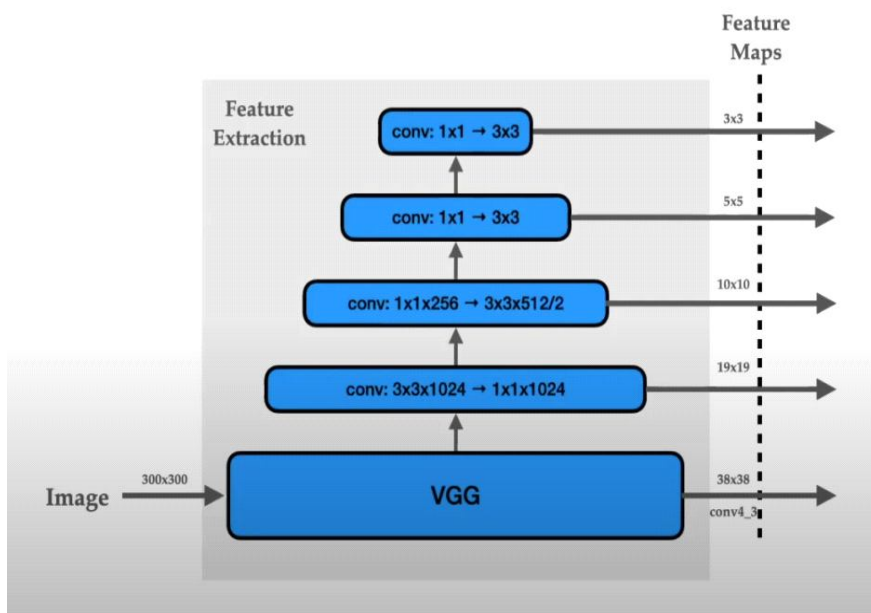 Feature
Maps
Feature
Extraction
conv: 1x1 → 3x3
3x3
conv: 1x1 → 3x3
5x5
conv: 1x1x256 → 3x3x512/2
10x10
conv: 3x3x1024 → 1x1x1024
19x19
Image
300x300
VGG
38x38
conv4_3